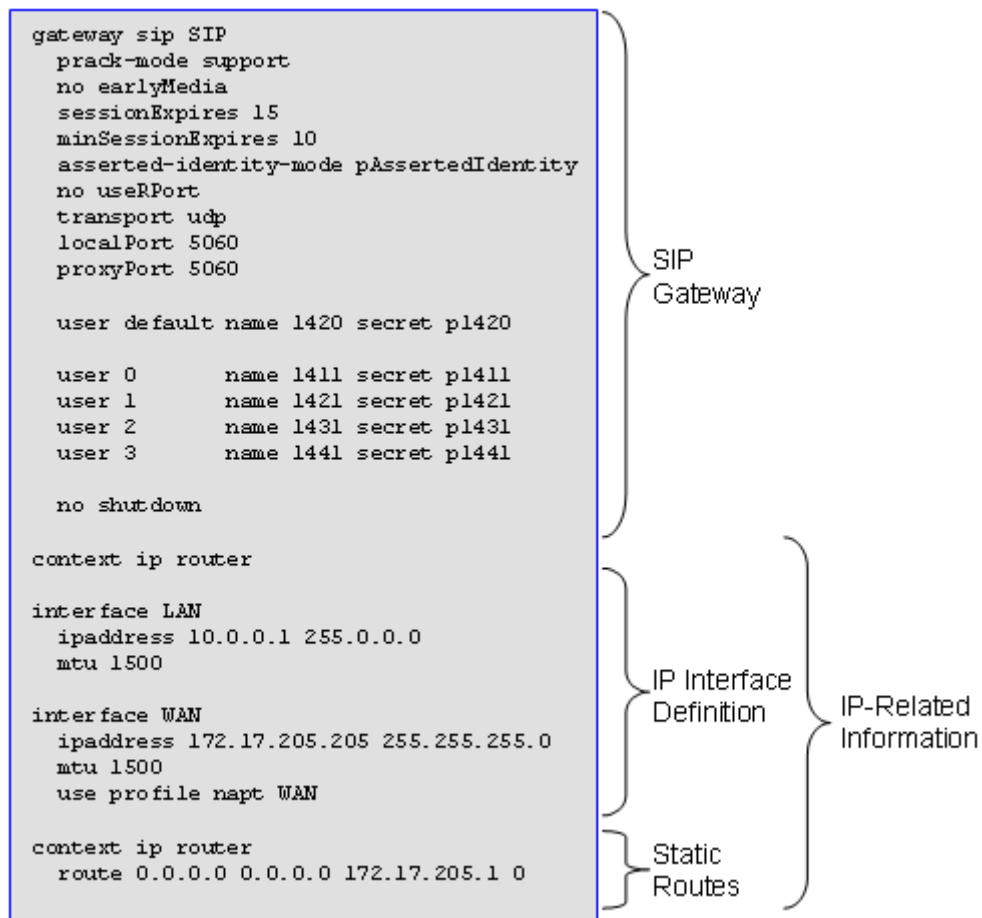 gateway sip SIP
prack-mode support
no earlyMedia
sessionExpires 15
minSessionExpires 10
asserted-identity-mode pAssertedIdentity
no useRPort
transport udp
localPort 5060
proxyPort 5060
user default name 1420 secret p1420
user 0 name 1411 secret p1411
user 1 name 1421 secret p1421
user 2 name 1431 secret p1431
user 3 name 1441 secret p1441
no shutdown
SIP
Gateway
context ip router
interface LAN
ipaddress 10.0.0.1 255.0.0.0
mtu 1500
interface WAN
ipaddress 172.17.205.205 255.255.255.0
mtu 1500
use profile napt WAN
IP Interface
Definition
context ip router
route 0.0.0.0 0.0.0.0 172.17.205.1 0
Static
Routes
IP-Related
Information